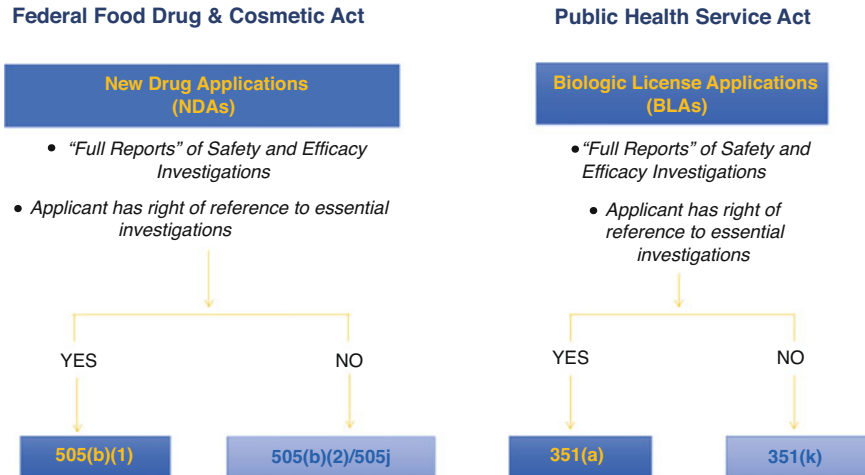 Federal Food Drug & Cosmetic Act
New Drug Applications
(NDAs)
• “Full Reports” of Safety and Efficacy
Investigations
• Applicant has right of reference to essential
investigations
YES
NO
505(b)(1)
505(b)(2)/505j
Public Health Service Act
Biologic License Applications
(BLAs)
•“Full Reports” of Safety and
Efficacy Investigations
• Applicant has right of
reference to essential
investigations
YES
NO
351(a)
351(k)